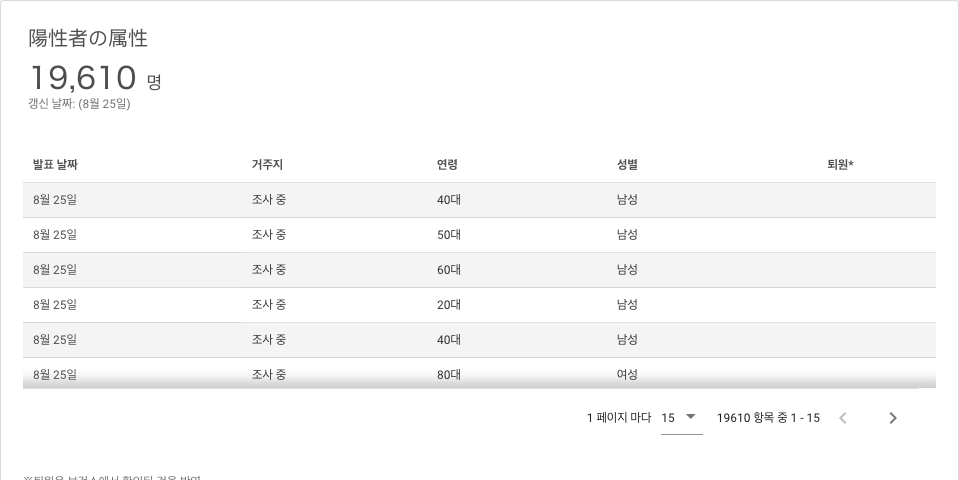 陽性者の属性
19,610 명
갱신 날짜: (8월 25일)
발표 날짜 거주지 연령 성별 퇴원*
8월 25일 조사 중 40대 남성
8월 25일 조사 중 50대 남성
8월 25일 조사 중 60대 남성
8월 25일 조사 중 20대 남성
8월 25일 조사 중 40대 남성
8월 25일 조사 중 80대 여성
1 페이지 마다 15 19610 항목 중 1 - 15